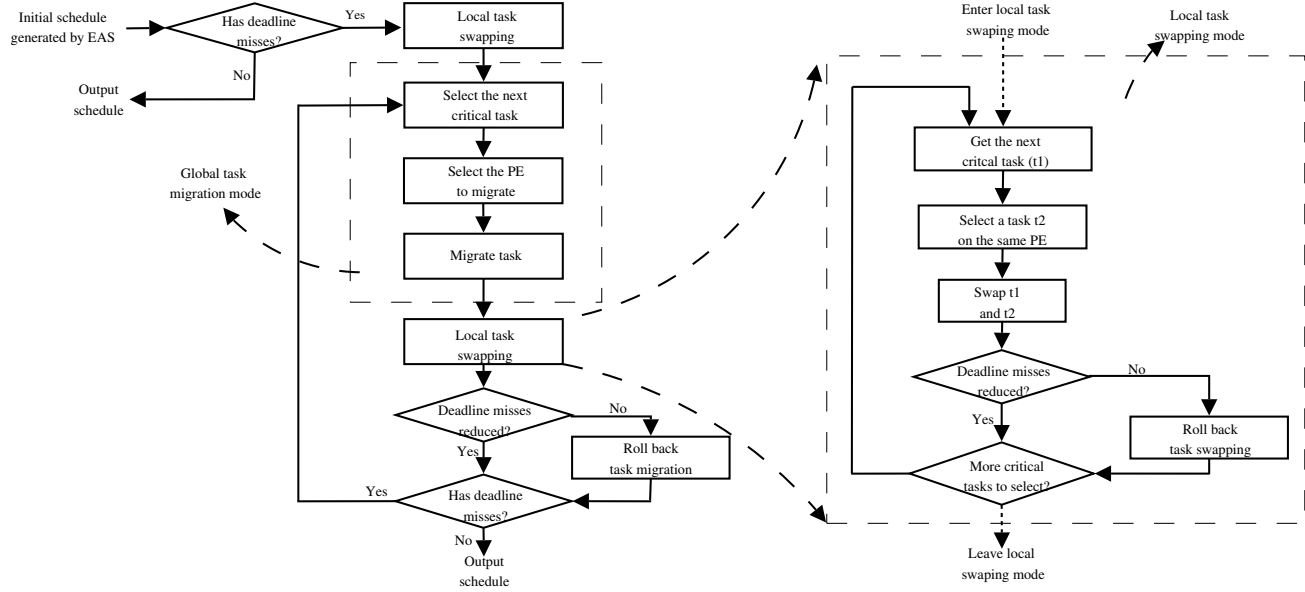 Initial schedule
generated by EAS
Has deadline
misses?
Yes
No
Output
schedule
Local task
swapping
Select the next
critical task
Select the PE
to migrate
Migrate task
Global task
migration mode
Local task
swapping
Deadline misses
reduced?
No
Yes
Roll back
task migration
Has deadline
misses?
Yes
No
Output
schedule
Enter local task
swaping mode
Local task
swapping mode
Get the next
critcal task (t1)
Select a task t2
on the same PE
Swap t1
and t2
Deadline misses
reduced?
No
Yes
Roll back
task swapping
More critical
tasks to select?
Leave local
swaping mode